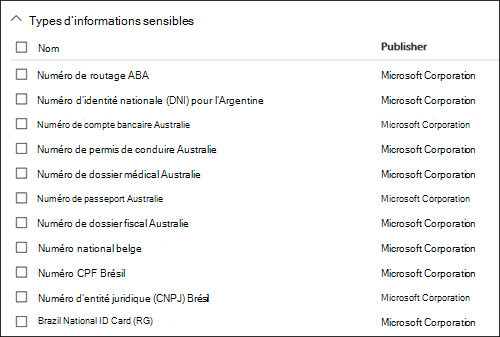 Types d'informations sensibles
Nom Publisher
Numéro de routage ABA Microsoft Corporation
Numéro d'identité nationale (DNI) pour l'Argentine Microsoft Corporation
Numéro de compte bancaire Australie Microsoft Corporation
Numéro de permis de conduire Australie Microsoft Corporation
Numéro de dossier médical Australie Microsoft Corporation
Numéro de passeport Australie Microsoft Corporation
Numéro de dossier fiscal Australie Microsoft Corporation
Numéro national belge Microsoft Corporation
Numéro CPF Brésil Microsoft Corporation
Numéro d'entité juridique (CNPJ) Brésil Microsoft Corporation
Brazil National ID Card (RG) Microsoft Corporation